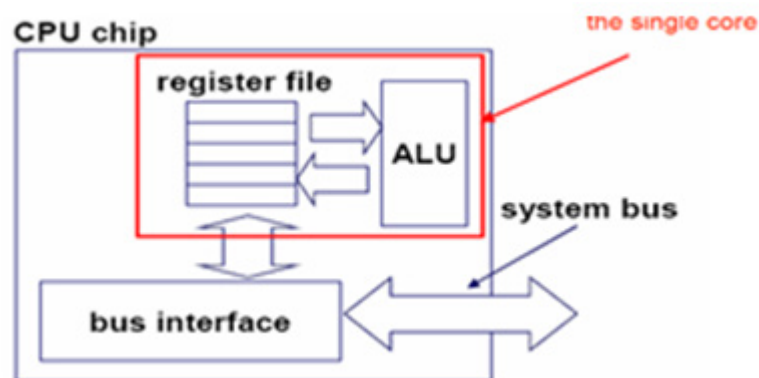 the single core
CPU chip
register file
ALU
system bus
bus interface